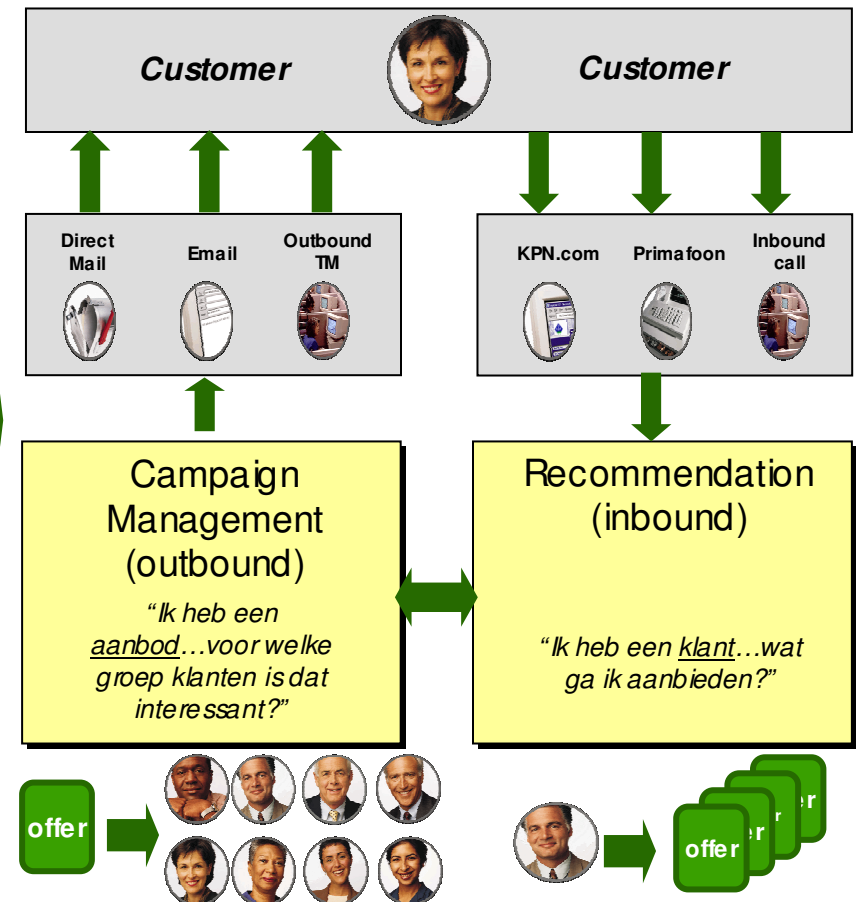 Customer
Customer
Direct
Mail
Email
Outbound
TM
KPN.com
Primafoon
Inbound
call
Campaign
Management
(outbound)
“Ik heb een
aanbod…voor welke
groep klanten is dat
interessant?”
Recommendation
(inbound)
“Ik heb een klant…wat
ga ik aanbieden?”
offer
offer